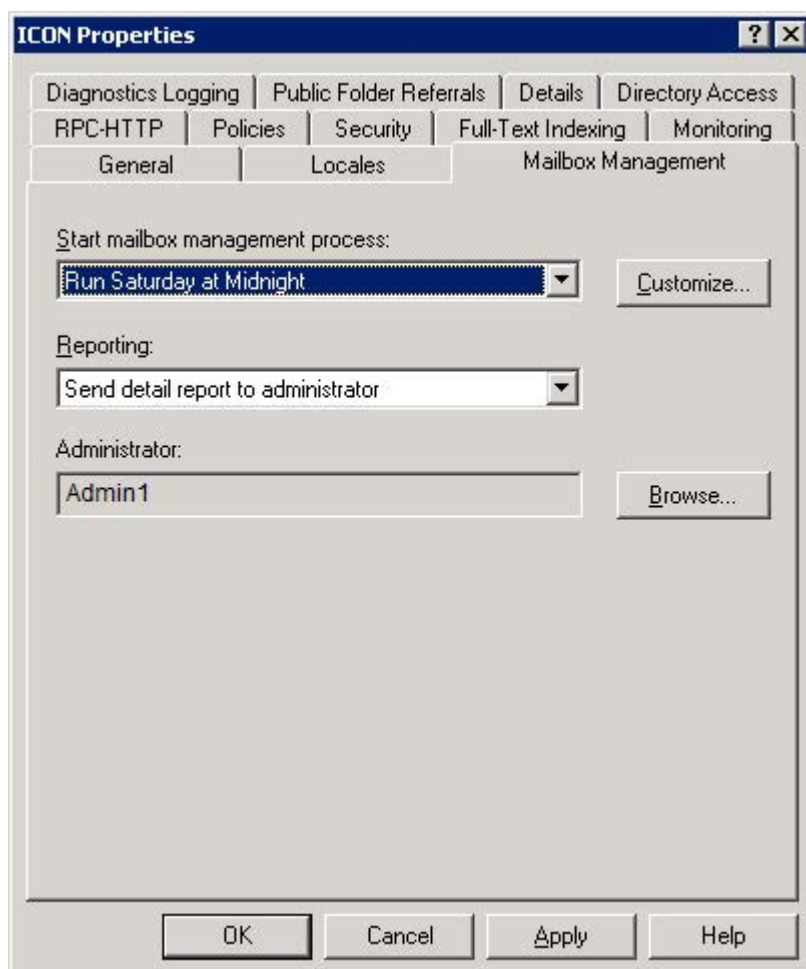 ICON Properties
Diagnostics Logging Public Folder Referrals Details Directory Access
RPC-HTTP Policies Security Full-Text Indexing Monitoring
General Locales Mailbox Management
Start mailbox management process:
Run Saturday at Midnight Customize...
Reporting:
Send detail report to administrator
Administrator:
Admin1 Browse...
OK Cancel Apply Help